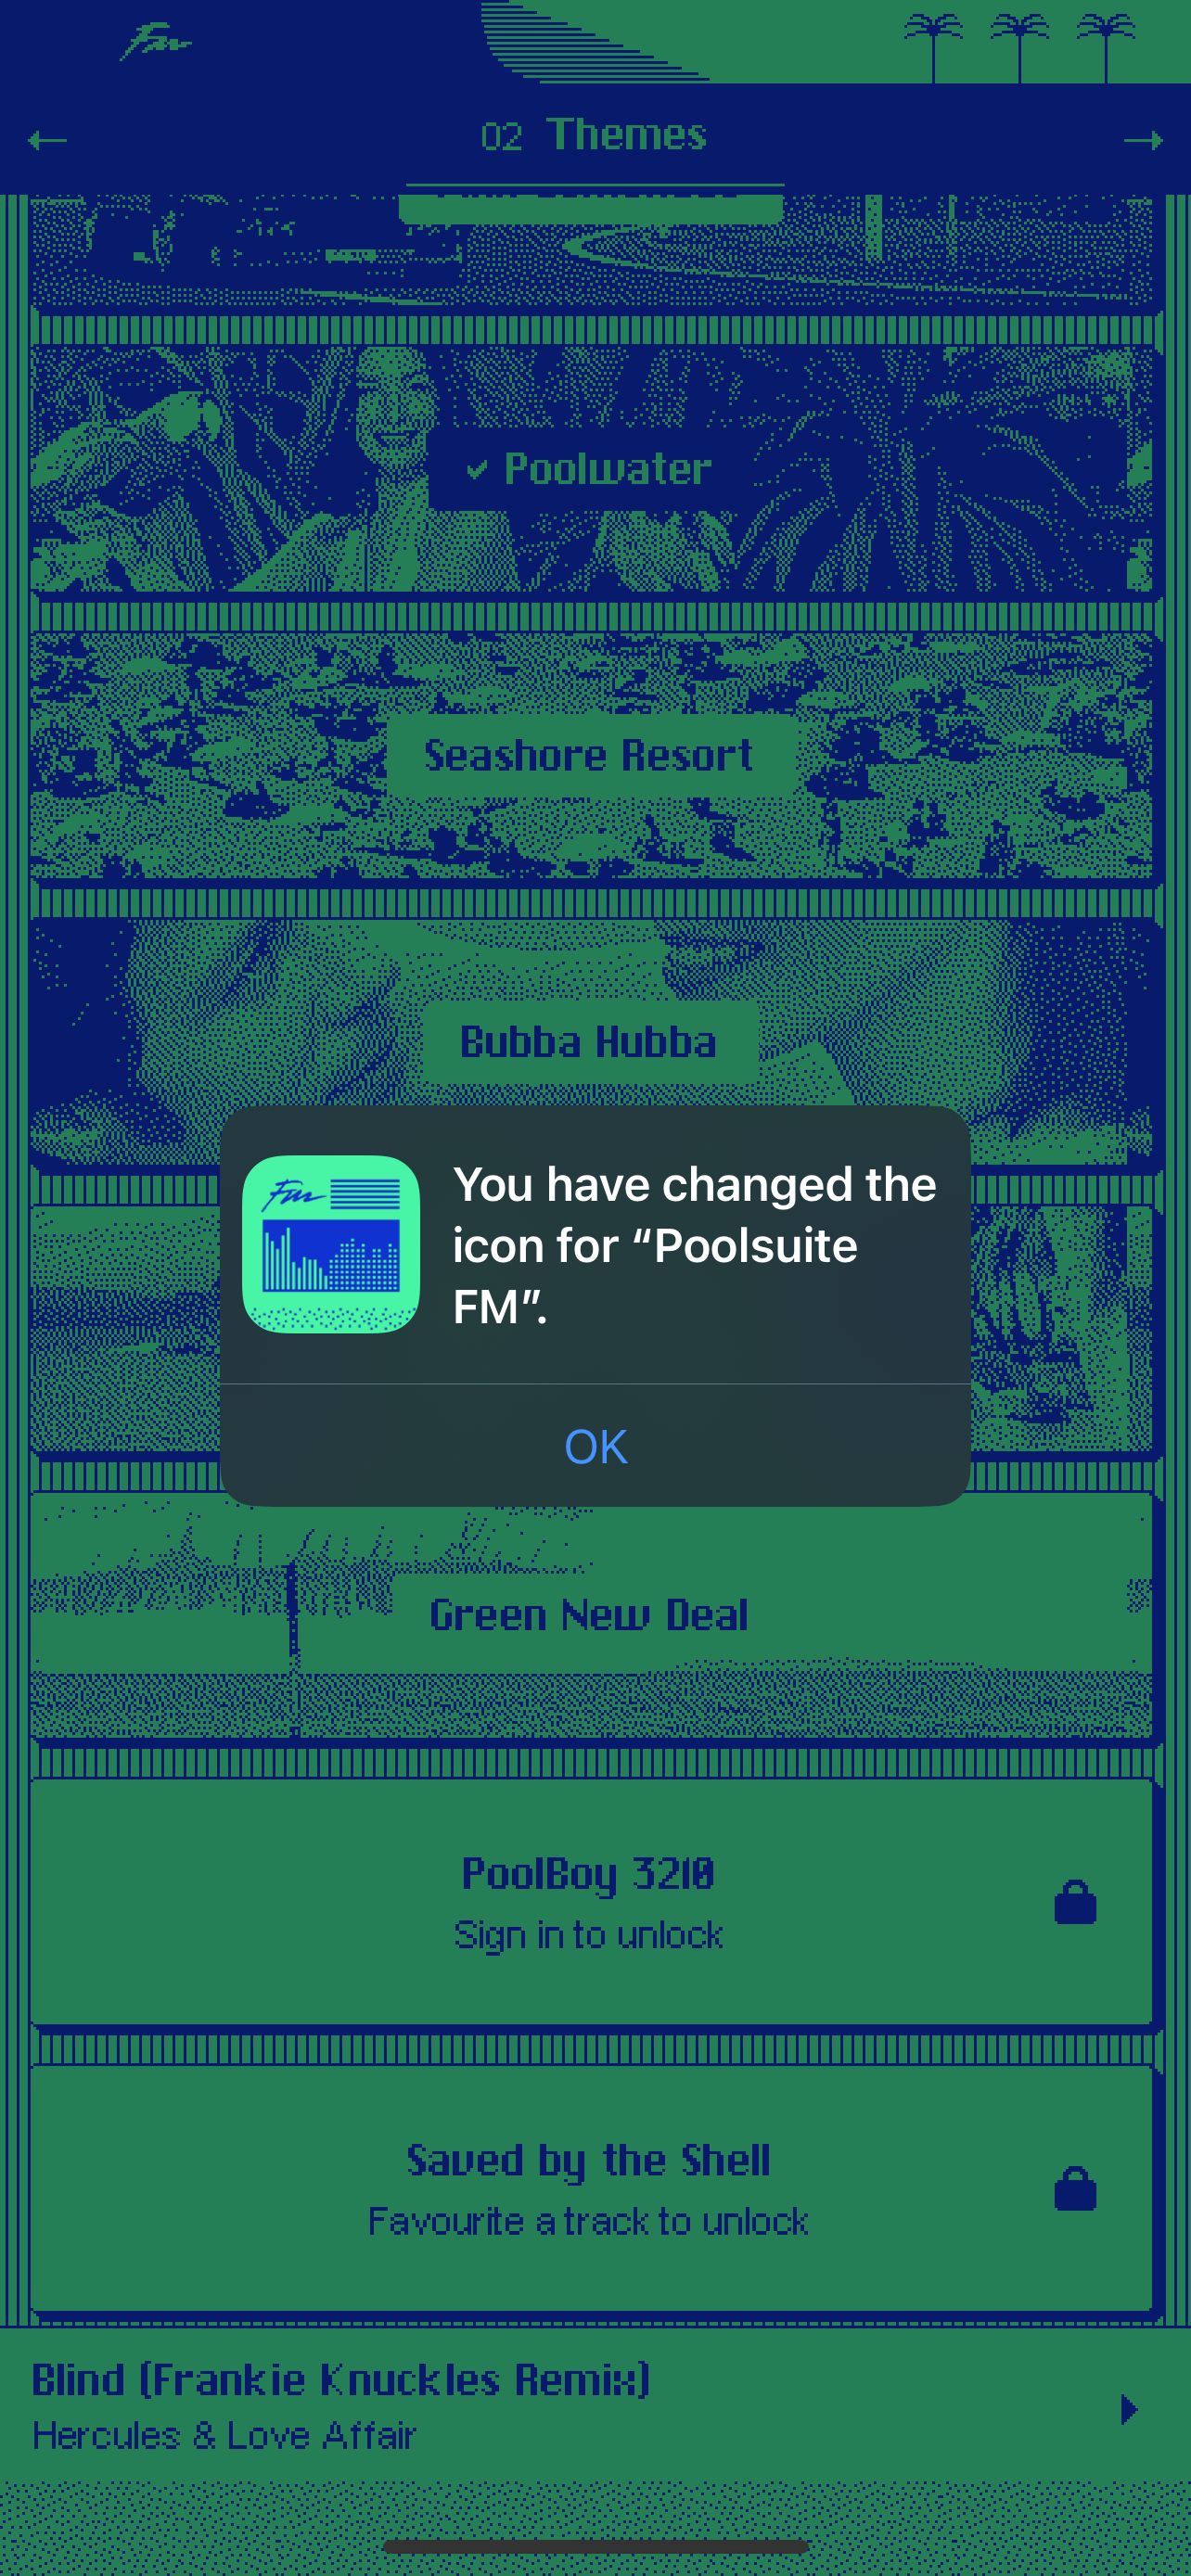 Fm
02 Themes
✓ Poolwater
Seashore Resort
Bubba Hubba
Fm
You have changed the
icon for “Poolsuite
FM”.
OK
Green New Deal
PoolBoy 3210
Sign in to unlock
Saved by the Shell
Favourite a track to unlock
Blind (Frankie Knuckles Remix)
Hercules & Love Affair